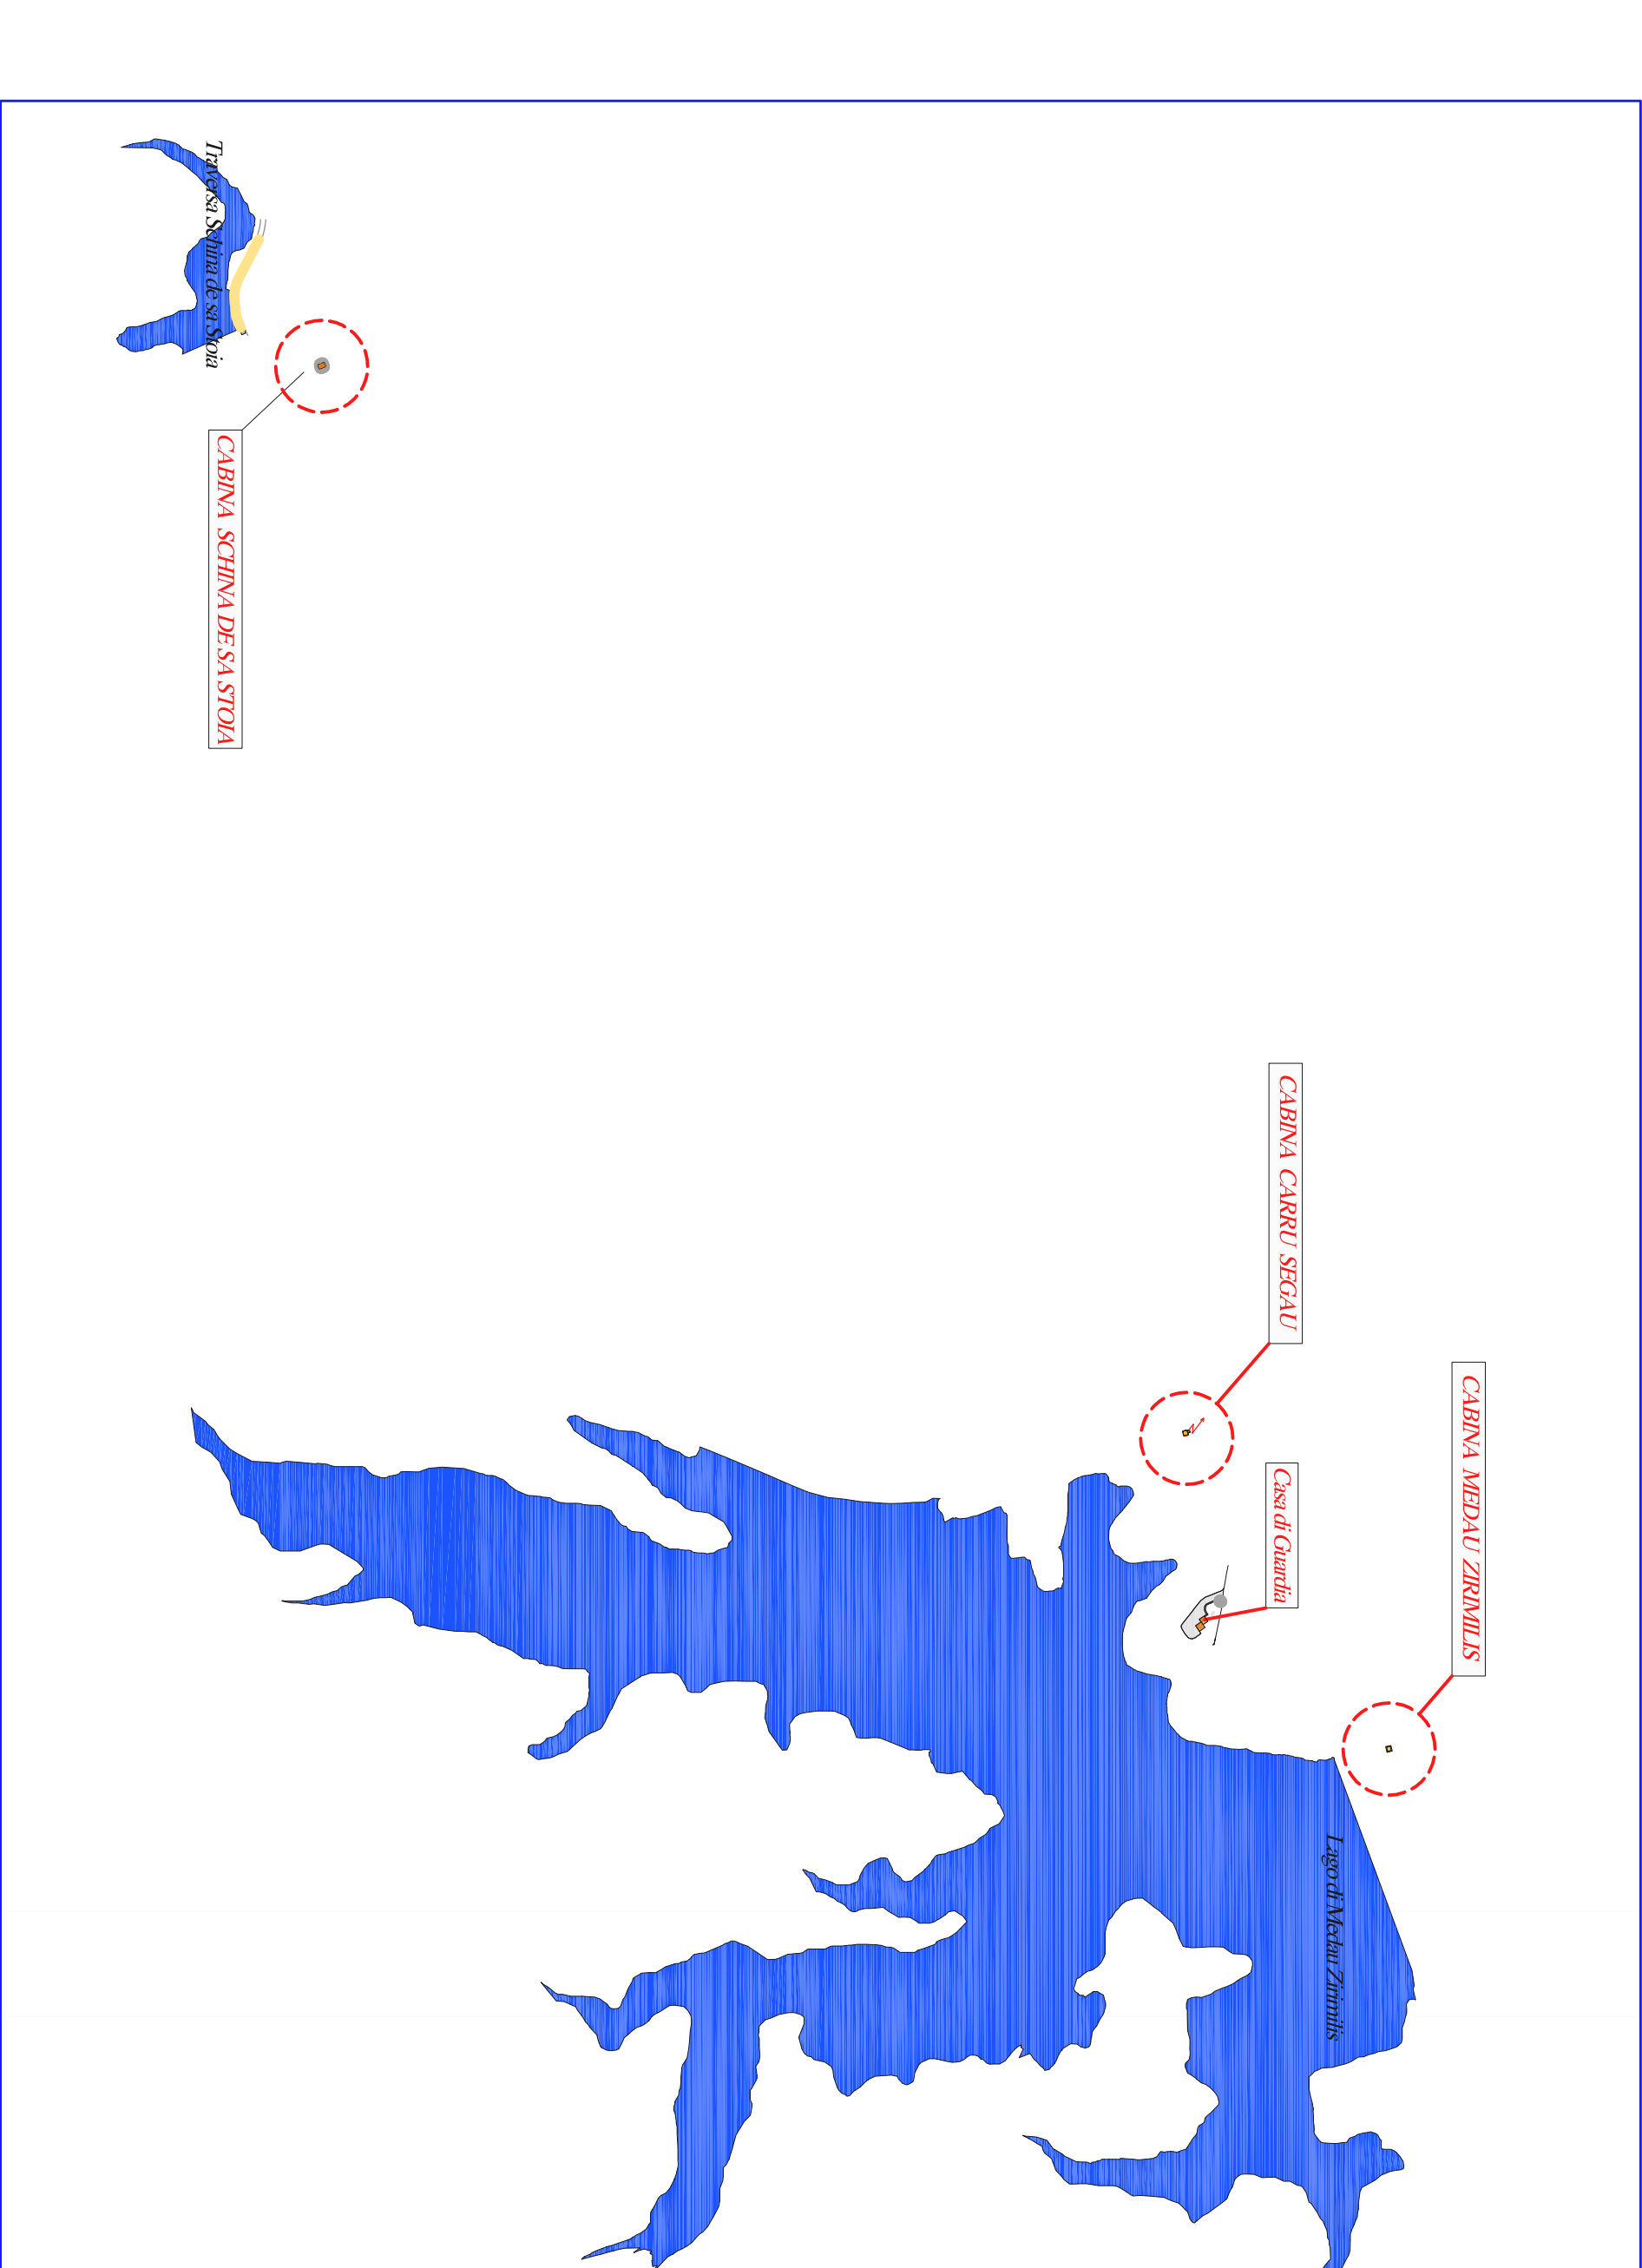 CABINA MEDAU ZIRIMILIS
Lago di Medau Zirimilis
CABINA CARRU SEGAU
Casa di Guardia
Traversa Schina de sa Stoia
CABINA SCHINA DE SA STOIA